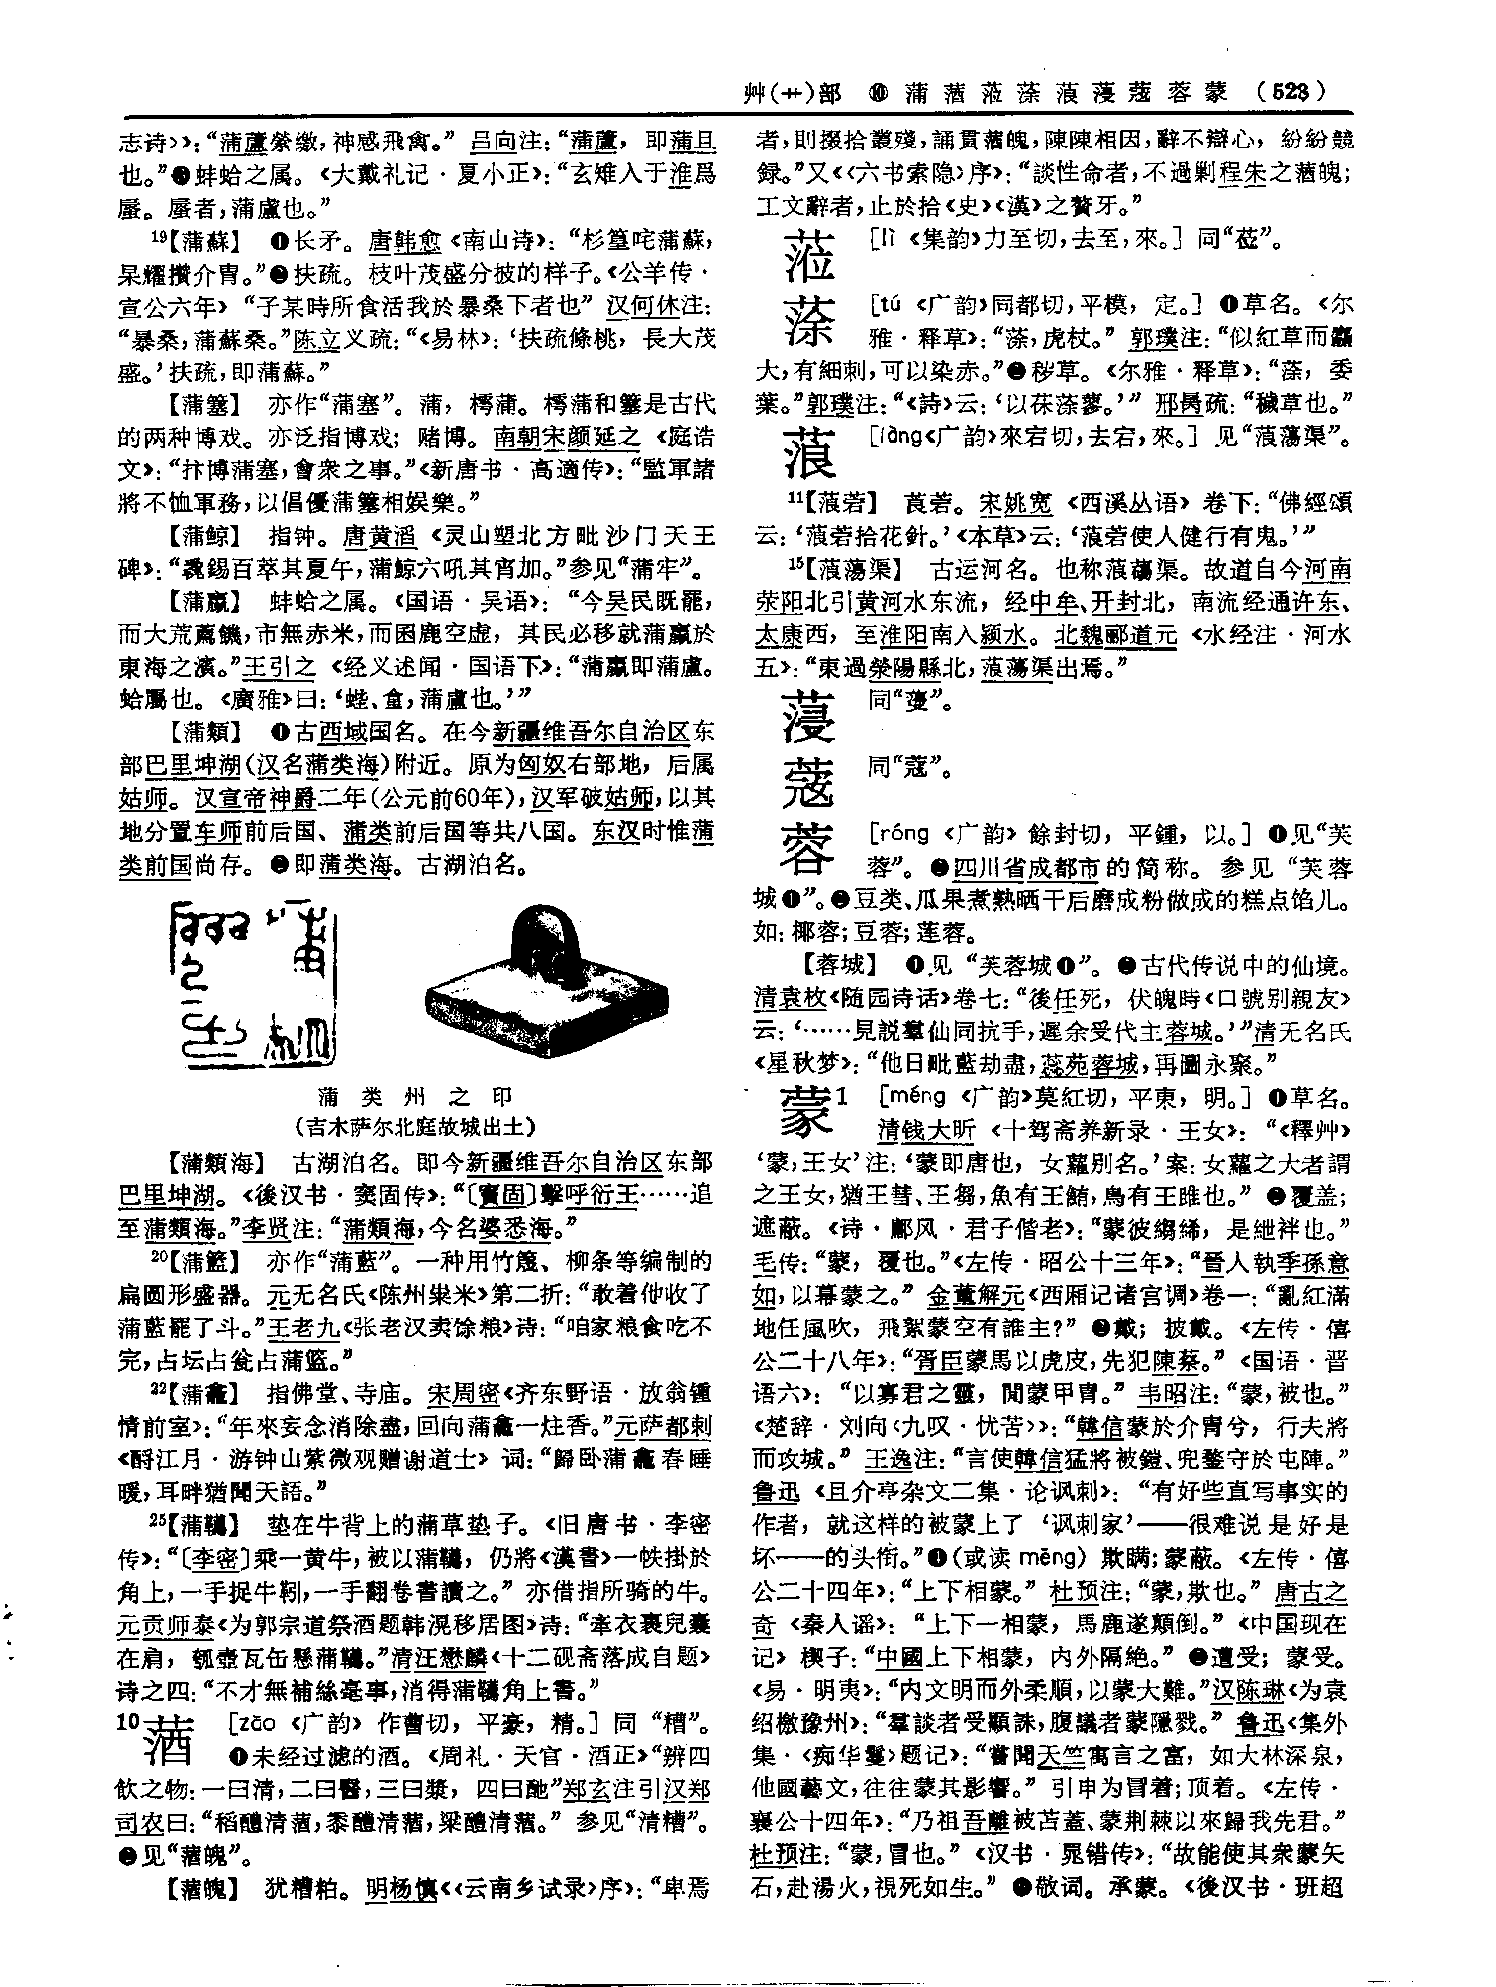 艸(艹)部 ⑩ 蒲蓾蒞蒤蒗蔓蔻蓉蒙 (523)
志诗〉》：“蒲蘆縈缴，神感飛禽。” 吕向注：“蒲蘆，即蒲且
也。”❸蚌蛤之属。《大戴礼记·夏小正》：“玄雉入于淮爲
蜃。蜃者，蒲盧也。”
¹⁹【蒲蘇】 ❶长矛。唐韩愈《南山诗》：“杉篁咤蒲蘇，
杲耀攢介胄。”❷扶疏。枝叶茂盛分披的样子。《公羊传·
宣公六年》“子某時所食活我於暴桑下者也” 汉何休注：
“暴桑，蒲蘇桑。”陈立义疏：“《易林》：‘扶疏條桃，長大茂
盛。’扶疏，即蒲蘇。”
【蒲簺】 亦作“蒲塞”。蒲，樗蒲。樗蒲和簺是古代
的两种博戏。亦泛指博戏；赌博。南朝宋颜延之《庭诰
文》：“抃博蒲塞，會衆之事。”《新唐书·高適传》：“監軍諸
將不恤軍務，以倡優蒲簺相娱樂。”
【蒲鲸】 指钟。唐黄滔《灵山塑北方毗沙门天王
碑》：“毳錫百萃其夏午，蒲鯨六吼其宵加。”参见“蒲牢”。
【蒲蠃】 蚌蛤之属。《国语·吴语》：“今吴民既罷，
而大荒薦饑，市無赤米，而囷鹿空虚，其民必移就蒲蠃於
東海之濱。”王引之《经义述闻·国语下》：“蒲蠃即蒲盧。
蛤屬也。《廣雅》曰：‘蜌、蛤，蒲盧也。’”
【蒲類】 ❶古西域国名。在今新疆维吾尔自治区东
部巴里坤湖(汉名蒲类海)附近。原为匈奴右部地，后属
姑师。汉宣帝神爵二年(公元前60年)，汉军破姑师，以其
地分置车师前后国、蒲类前后国等共八国。东汉时惟蒲
类前国尚存。❷即蒲类海。古湖泊名。
蒲类州之印
(吉木萨尔北庭故城出土)
【蒲類海】 古湖泊名。即今新疆维吾尔自治区东部
巴里坤湖。《後汉书·窦固传》：“〔竇固〕擊呼衍王……追
至蒲類海。”李贤注：“蒲類海，今名婆悉海。”
²⁰【蒲籃】 亦作“蒲藍”。一种用竹篾、柳条等编制的
扁圆形盛器。元无名氏《陈州粜米》第二折：“敢着他收了
蒲藍罷了斗。”王老九《张老汉卖馀粮》诗：“咱家粮食吃不
完，占坛占瓮占蒲篮。”
²²【蒲龕】 指佛堂、寺庙。宋周密《齐东野语·放翁锺
情前室》：“年來妄念消除盡，回向蒲龕一炷香。”元萨都剌
《酹江月·游钟山紫微观赠谢道士》词：“歸卧蒲龕春睡
暖，耳畔猶聞天語。”
²⁵【蒲韉】 垫在牛背上的蒲草垫子。《旧唐书·李密
传》：“〔李密〕乘一黄牛，被以蒲韉，仍將《漢書》一帙掛於
角上，一手捉牛靷，一手翻卷書讀之。” 亦借指所骑的牛。
元贡师泰《为郭宗道祭酒题韩滉移居图》诗：“牽衣裹兒囊
在肩，瓠壺瓦缶懸蒲韉。”清汪懋麟《十二砚斋落成自题》
诗之四：“不才無補絲毫事，消得蒲韉角上書。”
10 蓾 [zāo《广韵》作曹切，平豪，精。] 同“糟”。
❶未经过滤的酒。《周礼·天官·酒正》“辨四
飲之物：一曰清，二曰醫，三曰漿，四曰酏”郑玄注引汉郑
司农曰：“稻醴清蓾，黍醴清蓾，粱醴清蓾。” 参见“清糟”。
❷见“蓾魄”。
【蓾魄】 犹糟粕。明杨慎《〈云南乡试录〉序》：“卑焉
者，則掇拾叢殘，誦貫蓾魄，陳陳相因，辭不辯心，紛紛競
録。”又《〈六书索隐〉序》：“談性命者，不過剿程朱之蓾魄；
工文辭者，止於拾《史》《漢》之贅牙。”
蒞 [lì《集韵》力至切，去至，來。] 同“莅”。
蒤 [tú《广韵》同都切，平模，定。] ❶草名。《尔
雅·释草》：“蒤，虎杖。” 郭璞注：“似紅草而麤
大，有細刺，可以染赤。”❷秽草。《尔雅·释草》：“蒤，委
葉。”郭璞注：“《詩》云：‘以茠蒤蓼。’” 邢昺疏：“穢草也。”
蒗 [làng《广韵》來宕切，去宕，來。] 见“蒗蕩渠”。
¹¹【蒗菪】 莨菪。宋姚宽《西溪丛语》卷下：“佛經頌
云：‘蒗菪拾花針。’《本草》云：‘蒗菪使人健行有鬼。’”
¹⁵【蒗蕩渠】 古运河名。也称蒗䕞渠。故道自今河南
荥阳北引黄河水东流，经中牟、开封北，南流经通许东、
太康西，至淮阳南入颍水。北魏郦道元《水经注·河水
五》：“東過滎陽縣北，蒗蕩渠出焉。”
同“蔓”。
同“蔻”。
蓉 [róng《广韵》餘封切，平鍾，以。] ❶见“芙
蓉”。❷四川省成都市的简称。参见“芙蓉
城❶”。❸豆类、瓜果煮熟晒干后磨成粉做成的糕点馅儿。
如：椰蓉；豆蓉；莲蓉。
【蓉城】 ❶见“芙蓉城❶”。❷古代传说中的仙境。
清袁枚《随园诗话》卷七：“後任死，伏魄時《口號别親友》
云：‘……見説羣仙同抗手，遲余受代主蓉城。’”清无名氏
《星秋梦》：“他日毗藍劫盡，蕊苑蓉城，再圖永聚。”
蒙1 [méng《广韵》莫紅切，平東，明。] ❶草名。
清钱大昕《十驾斋养新录·王女》：“《釋艸》
‘蒙，王女’注：‘蒙即唐也，女蘿别名。’案：女蘿之大者謂
之王女，猶王彗、王芻，魚有王鮪，鳥有王雎也。” ❷覆盖；
遮蔽。《诗·鄘风·君子偕老》：“蒙彼縐絺，是紲袢也。”
毛传：“蒙，覆也。”《左传·昭公十三年》：“晉人執季孫意
如，以幕蒙之。” 金董解元《西厢记诸宫调》卷一：“亂紅滿
地任風吹，飛絮蒙空有誰主？” ❸戴；披戴。《左传·僖
公二十八年》：“胥臣蒙馬以虎皮，先犯陳蔡。”《国语·晋
语六》：“以寡君之靈，聞蒙甲胄。” 韦昭注：“蒙，被也。”
《楚辞·刘向〈九叹·忧苦〉》：“韓信蒙於介胄兮，行夫將
而攻城。” 王逸注：“言使韓信猛將被鎧、兜鍪守於屯陣。”
鲁迅《且介亭杂文二集·论讽刺》：“有好些直写事实的
作者，就这样的被蒙上了‘讽刺家’——很难说是好是
坏——的头衔。”❹(或读 mēng) 欺瞒；蒙蔽。《左传·僖
公二十四年》：“上下相蒙。” 杜预注：“蒙，欺也。” 唐古之
奇《秦人谣》：“上下一相蒙，馬鹿遂顛倒。”《中国现在
记》楔子：“中國上下相蒙，内外隔絶。” ❺遭受；蒙受。
《易·明夷》：“内文明而外柔順，以蒙大難。”汉陈琳《为袁
绍檄豫州》：“羣談者受顯誅，腹議者蒙隱戮。” 鲁迅《集外
集·〈痴华鬘〉题记》：“嘗聞天竺寓言之富，如大林深泉，
他國藝文，往往蒙其影響。” 引申为冒着；顶着。《左传·
襄公十四年》：“乃祖吾離被苫蓋、蒙荆棘以來歸我先君。”
杜预注：“蒙，冒也。”《汉书·晁错传》：“故能使其衆蒙矢
石，赴湯火，視死如生。” ❻敬词。承蒙。《後汉书·班超